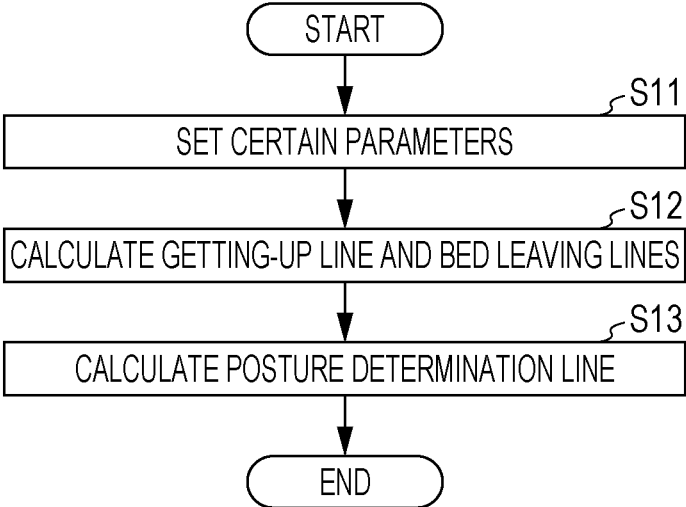 START
S11
SET CERTAIN PARAMETERS
S12
CALCULATE GETTING-UP LINE AND BED LEAVING LINES
S13
CALCULATE POSTURE DETERMINATION LINE
END